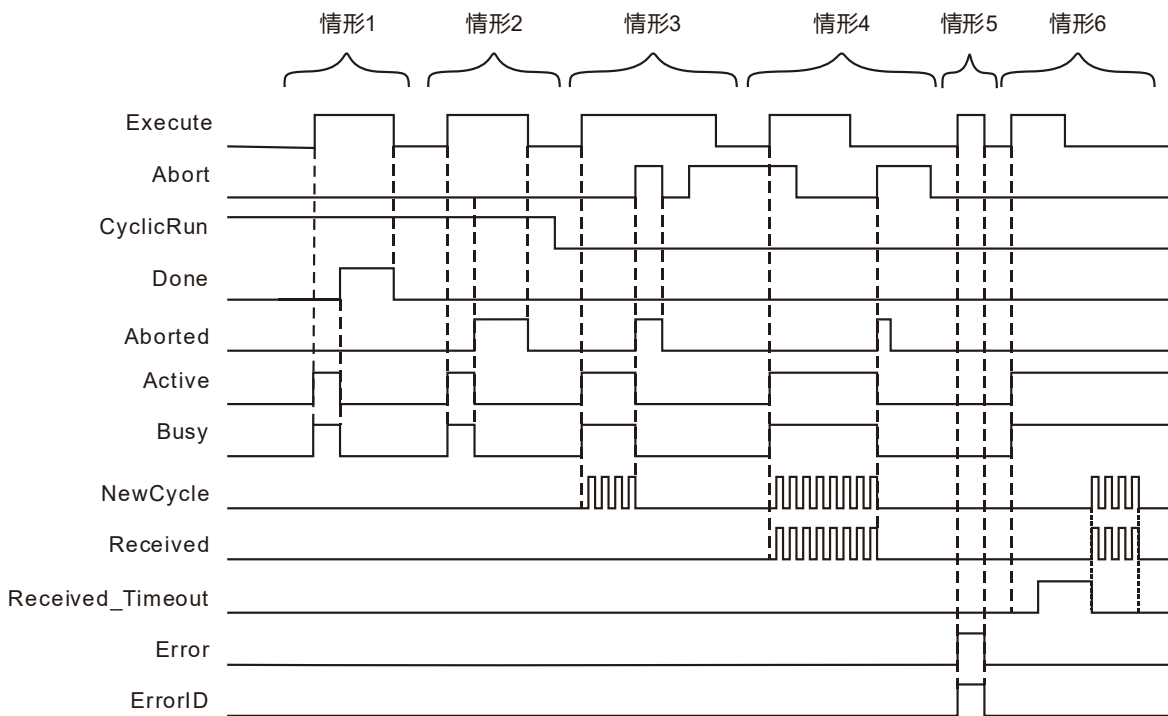 情形1 情形2 情形3 情形4 情形5 情形6
Execute
Abort
CyclicRun
Done
Aborted
Active
Busy
NewCycle
Received
Received_Timeout
Error
ErrorID